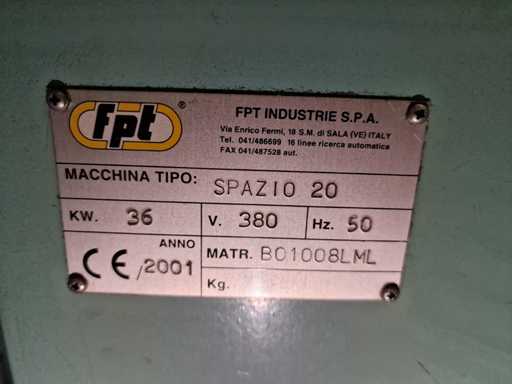 fpt ®
FPT INDUSTRIE S.P.A.
Via Enrico Fermi, 18 S.M. di SALA (VE) ITALY
Tel. 041/486699 16 linee ricerca automatica
FAX 041/487528 aut.
MACCHINA TIPO: SPAZIO 20
KW. 36 V. 380 Hz. 50
ANNO
CE/2001 MATR. B01008LML
Kg.